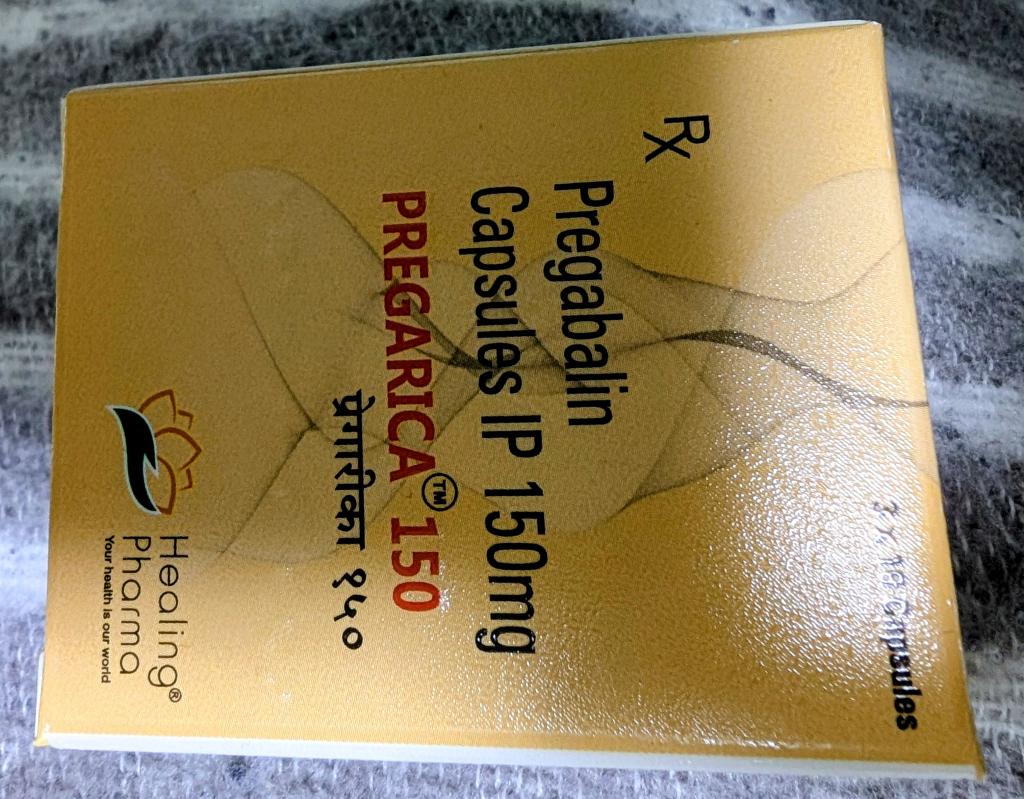 3 x 10 Capsules
Rx
Pregabalin
Capsules IP 150mg
PREGARICA™ 150
प्रेगारीका १५०
Healing®
Pharma
Your health is our world